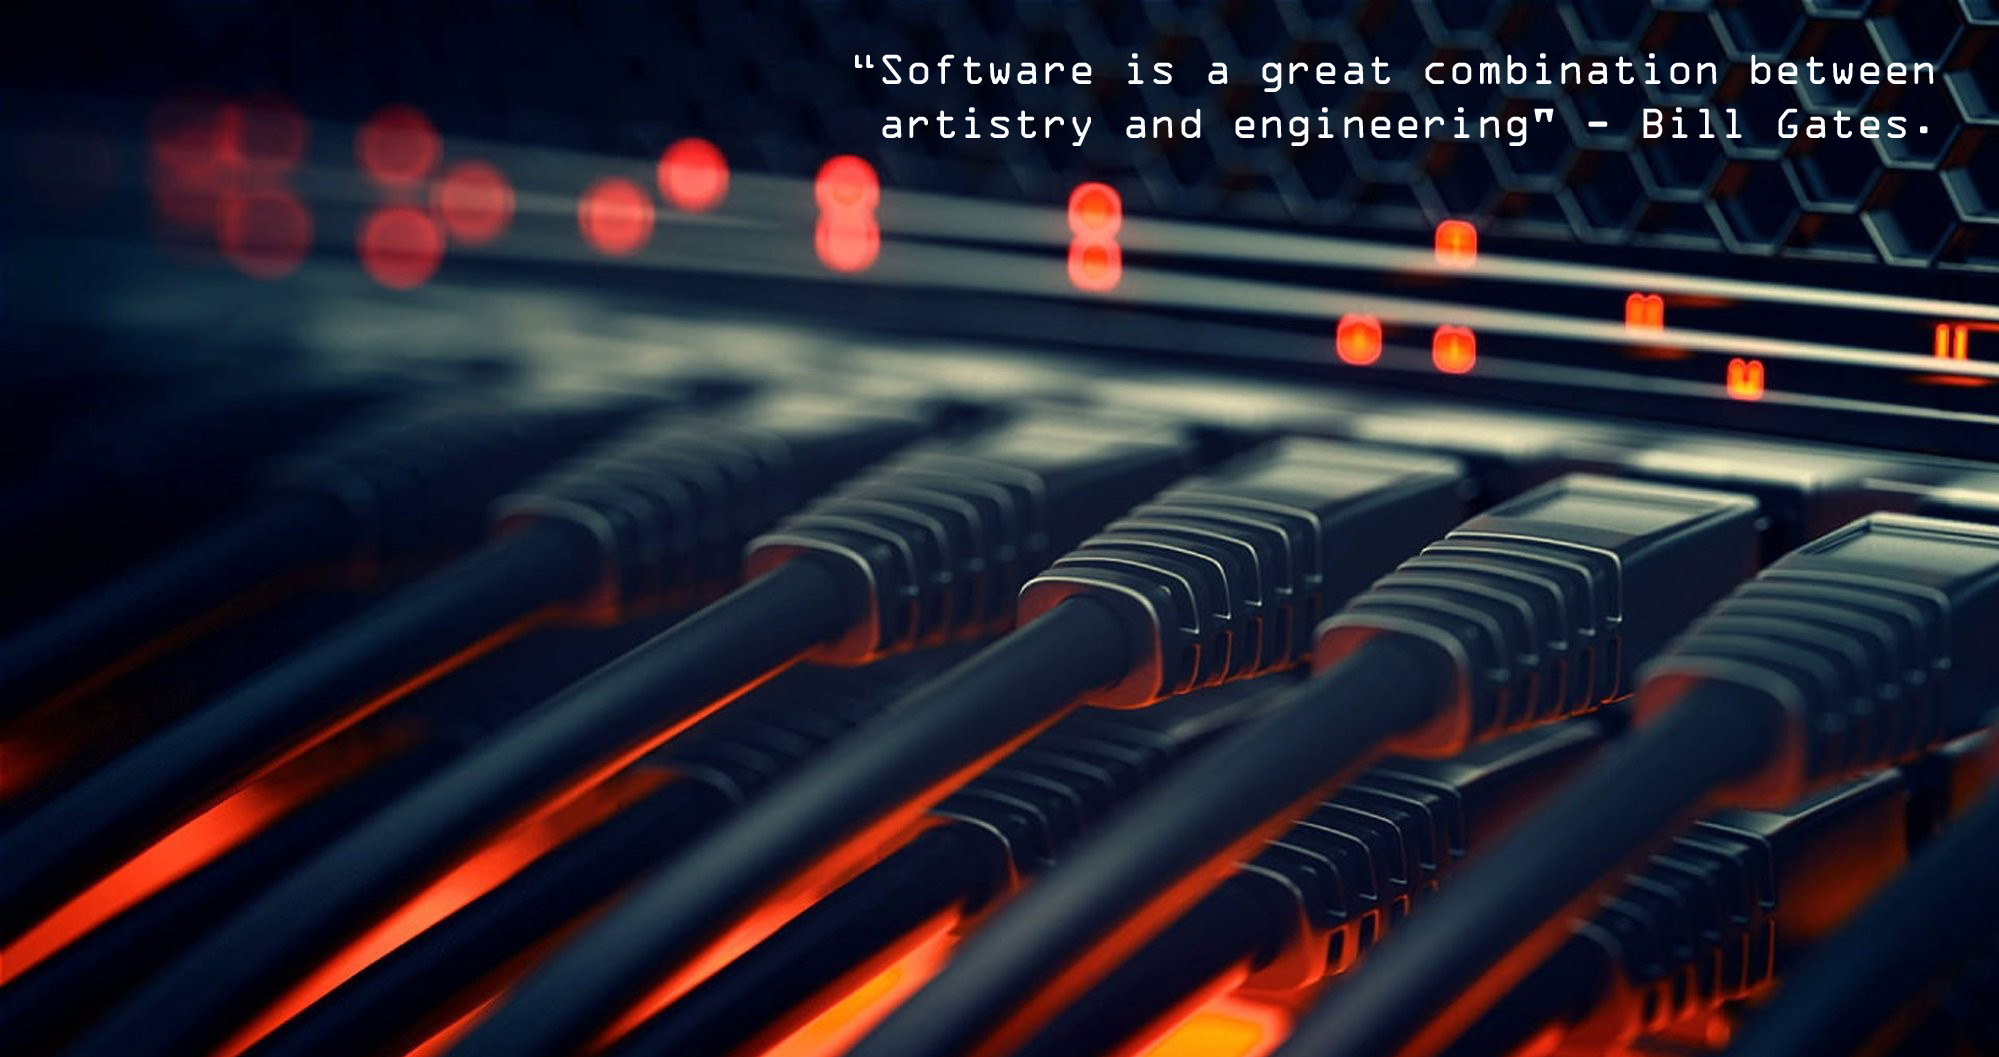 “Software is a great combination between
artistry and engineering" - Bill Gates.